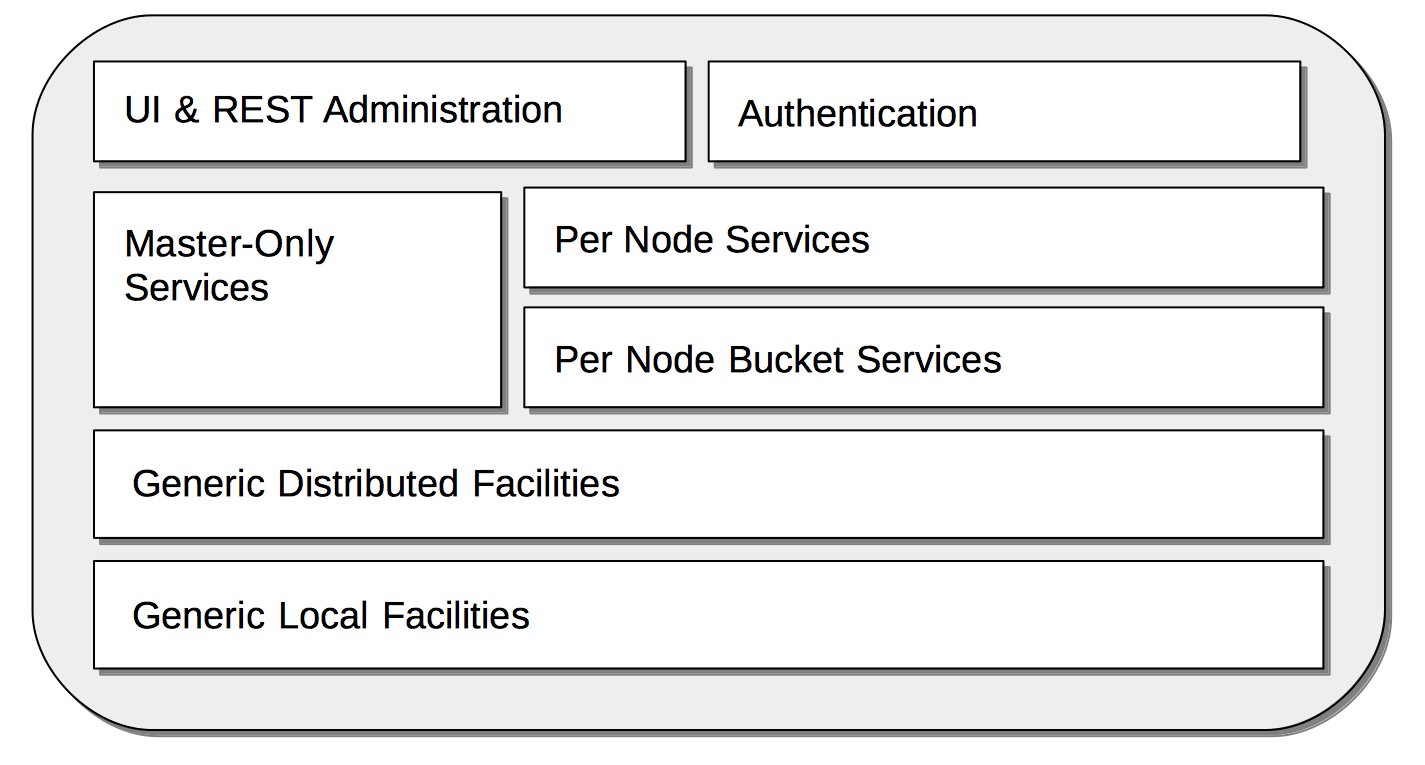 UI & REST Administration
Authentication
Master-Only
Services
Per Node Services
Per Node Bucket Services
Generic Distributed Facilities
Generic Local Facilities